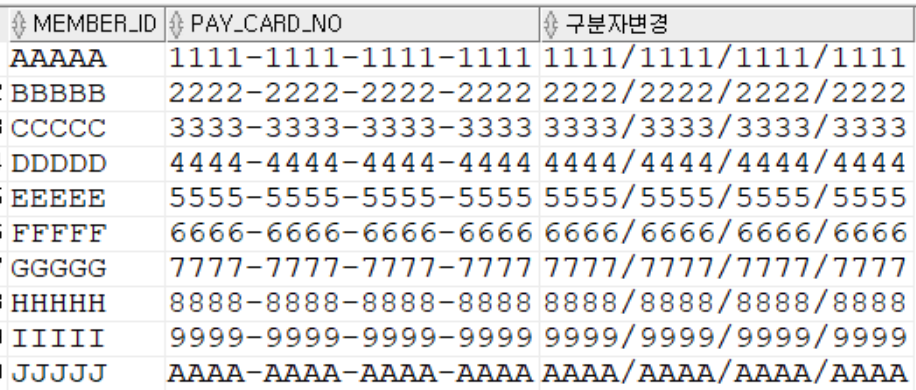 MEMBER_ID PAY_CARD_NO 구분자변경
AAAAA 1111-1111-1111-1111 1111/1111/1111/1111
BBBBB 2222-2222-2222-2222 2222/2222/2222/2222
CCCCC 3333-3333-3333-3333 3333/3333/3333/3333
DDDDD 4444-4444-4444-4444 4444/4444/4444/4444
EEEEE 5555-5555-5555-5555 5555/5555/5555/5555
FFFFF 6666-6666-6666-6666 6666/6666/6666/6666
GGGGG 7777-7777-7777-7777 7777/7777/7777/7777
HHHHH 8888-8888-8888-8888 8888/8888/8888/8888
IIIII 9999-9999-9999-9999 9999/9999/9999/9999
JJJJJ AAAA-AAAA-AAAA-AAAA AAAA/AAAA/AAAA/AAAA